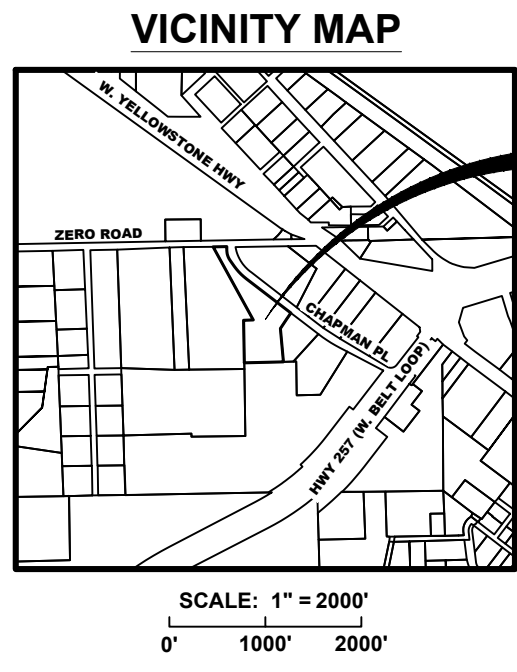 VICINITY MAP
W. YELLOWSTONE HWY
ZERO ROAD
CHAPMAN PL
HWY 257 (W. BELT LOOP)
SCALE: 1" = 2000'
0' 1000' 2000'